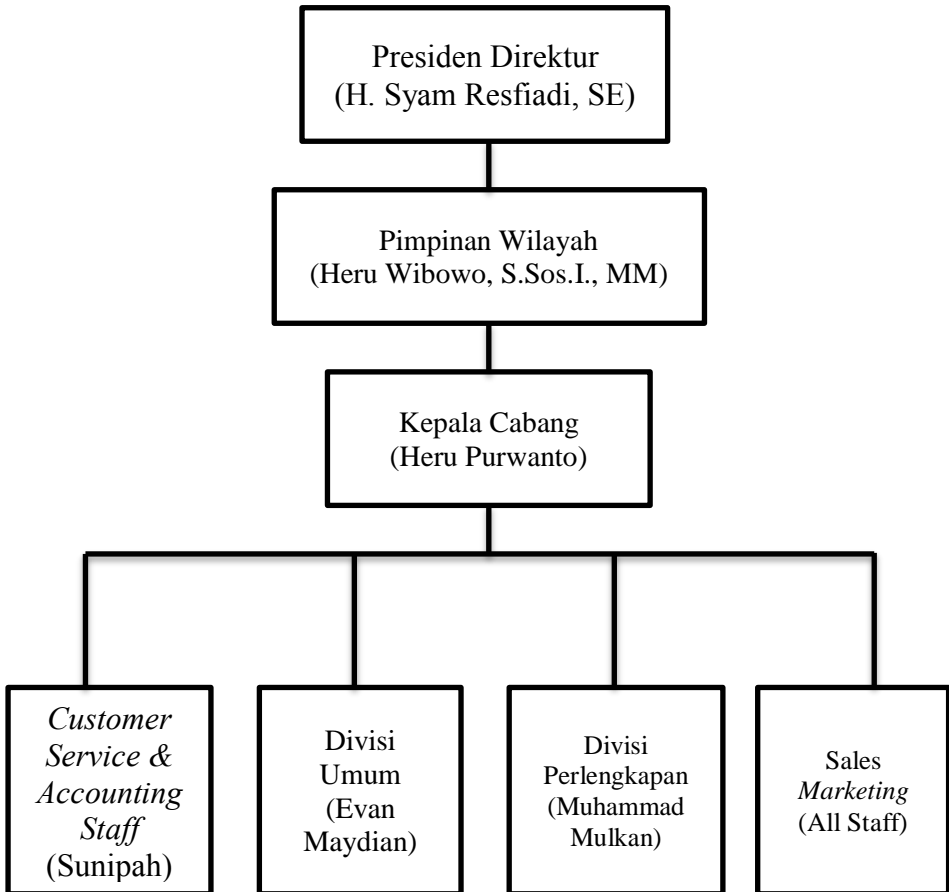 Presiden Direktur
(H. Syam Resfiadi, SE)
Pimpinan Wilayah
(Heru Wibowo, S.Sos.I., MM)
Kepala Cabang
(Heru Purwanto)
Customer
Service &
Accounting
Staff
(Sunipah)
Divisi
Umum
(Evan
Maydian)
Divisi
Perlengkapan
(Muhammad
Mulkan)
Sales
Marketing
(All Staff)